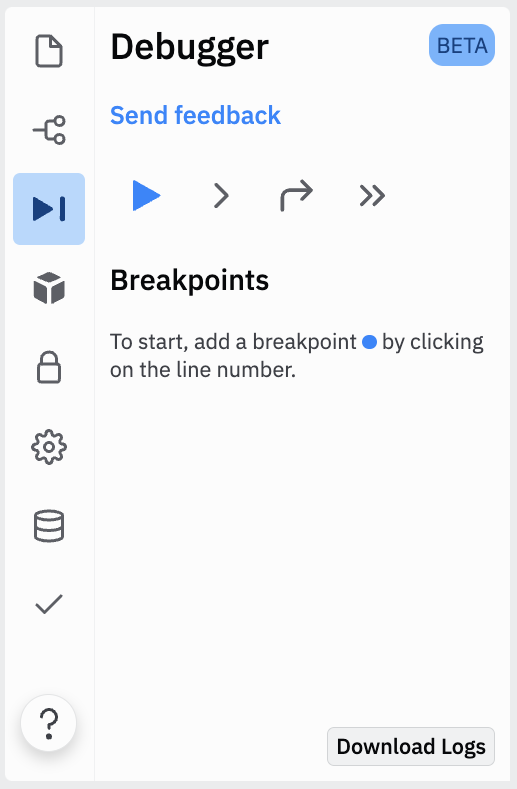 Debugger
BETA
Send feedback
Breakpoints
To start, add a breakpoint by clicking
on the line number.
?
Download Logs